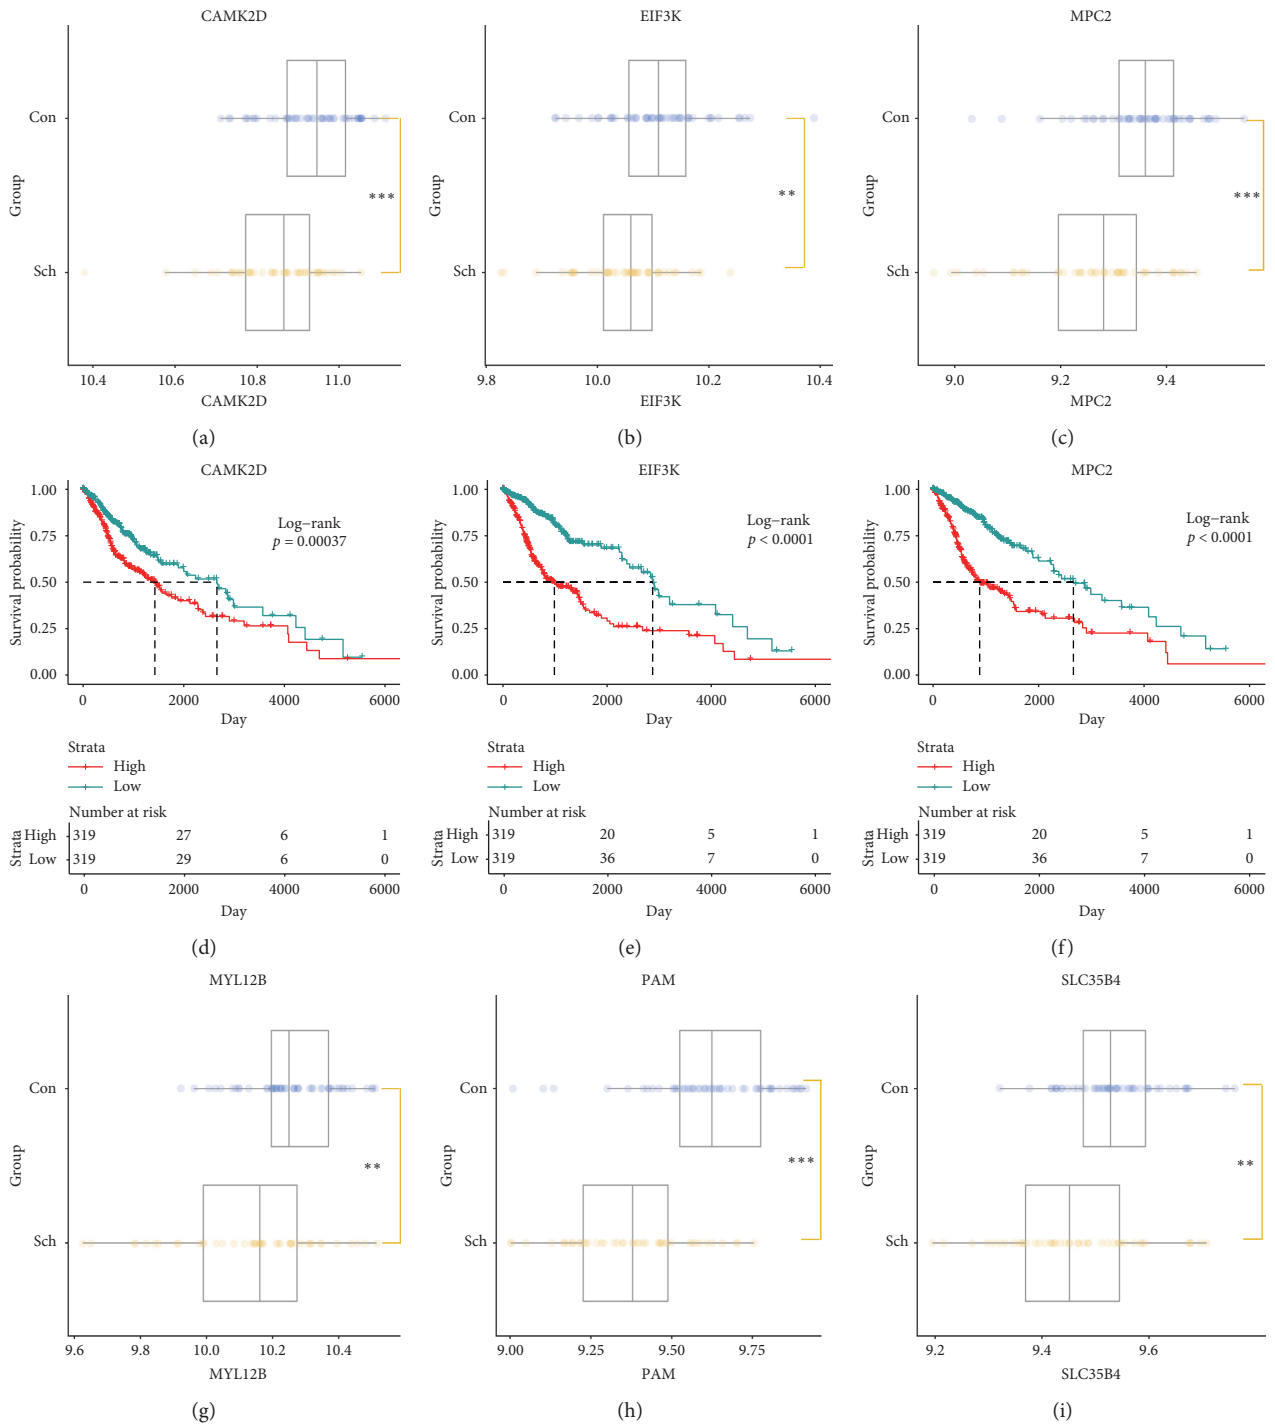 CAMK2D
Group
Con
Sch
***
10.4 10.6 10.8 11.0
CAMK2D
(a)
EIF3K
Group
Con
Sch
**
9.8 10.0 10.2 10.4
EIF3K
(b)
MPC2
Group
Con
Sch
***
9.0 9.2 9.4
MPC2
(c)
CAMK2D
Survival probability
1.00
0.75
0.50
0.25
0.00
Log−rank
p = 0.00037
0 2000 4000 6000
Day
Strata
High
Low
Number at risk
Strata
High 319 27 6 1
Low 319 29 6 0
0 2000 4000 6000
Day
(d)
EIF3K
Survival probability
1.00
0.75
0.50
0.25
0.00
Log−rank
p < 0.0001
0 2000 4000 6000
Day
Strata
High
Low
Number at risk
Strata
High 319 20 5 1
Low 319 36 7 0
0 2000 4000 6000
Day
(e)
MPC2
Survival probability
1.00
0.75
0.50
0.25
0.00
Log−rank
p < 0.0001
0 2000 4000 6000
Day
Strata
High
Low
Number at risk
Strata
High 319 20 5 1
Low 319 36 7 0
0 2000 4000 6000
Day
(f)
MYL12B
Group
Con
Sch
**
9.6 9.8 10.0 10.2 10.4
MYL12B
(g)
PAM
Group
Con
Sch
***
9.00 9.25 9.50 9.75
PAM
(h)
SLC35B4
Group
Con
Sch
**
9.2 9.4 9.6
SLC35B4
(i)